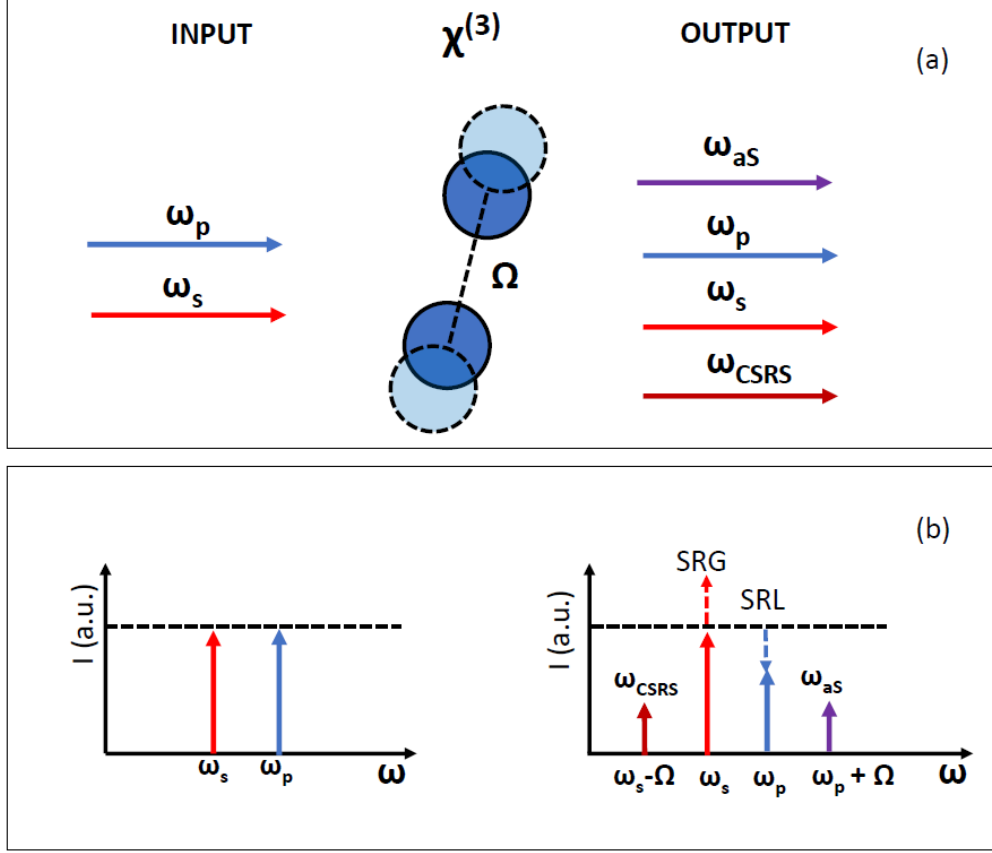 INPUT χ⁽³⁾ OUTPUT
(a)
ωaS
ωp ωp
ωs ωs
Ω
ωCSRS
(b)
SRG
SRL
I (a.u.) I (a.u.)
ωCSRS ωaS
ωs ωp ω
ωs-Ω ωs ωp ωp + Ω ω